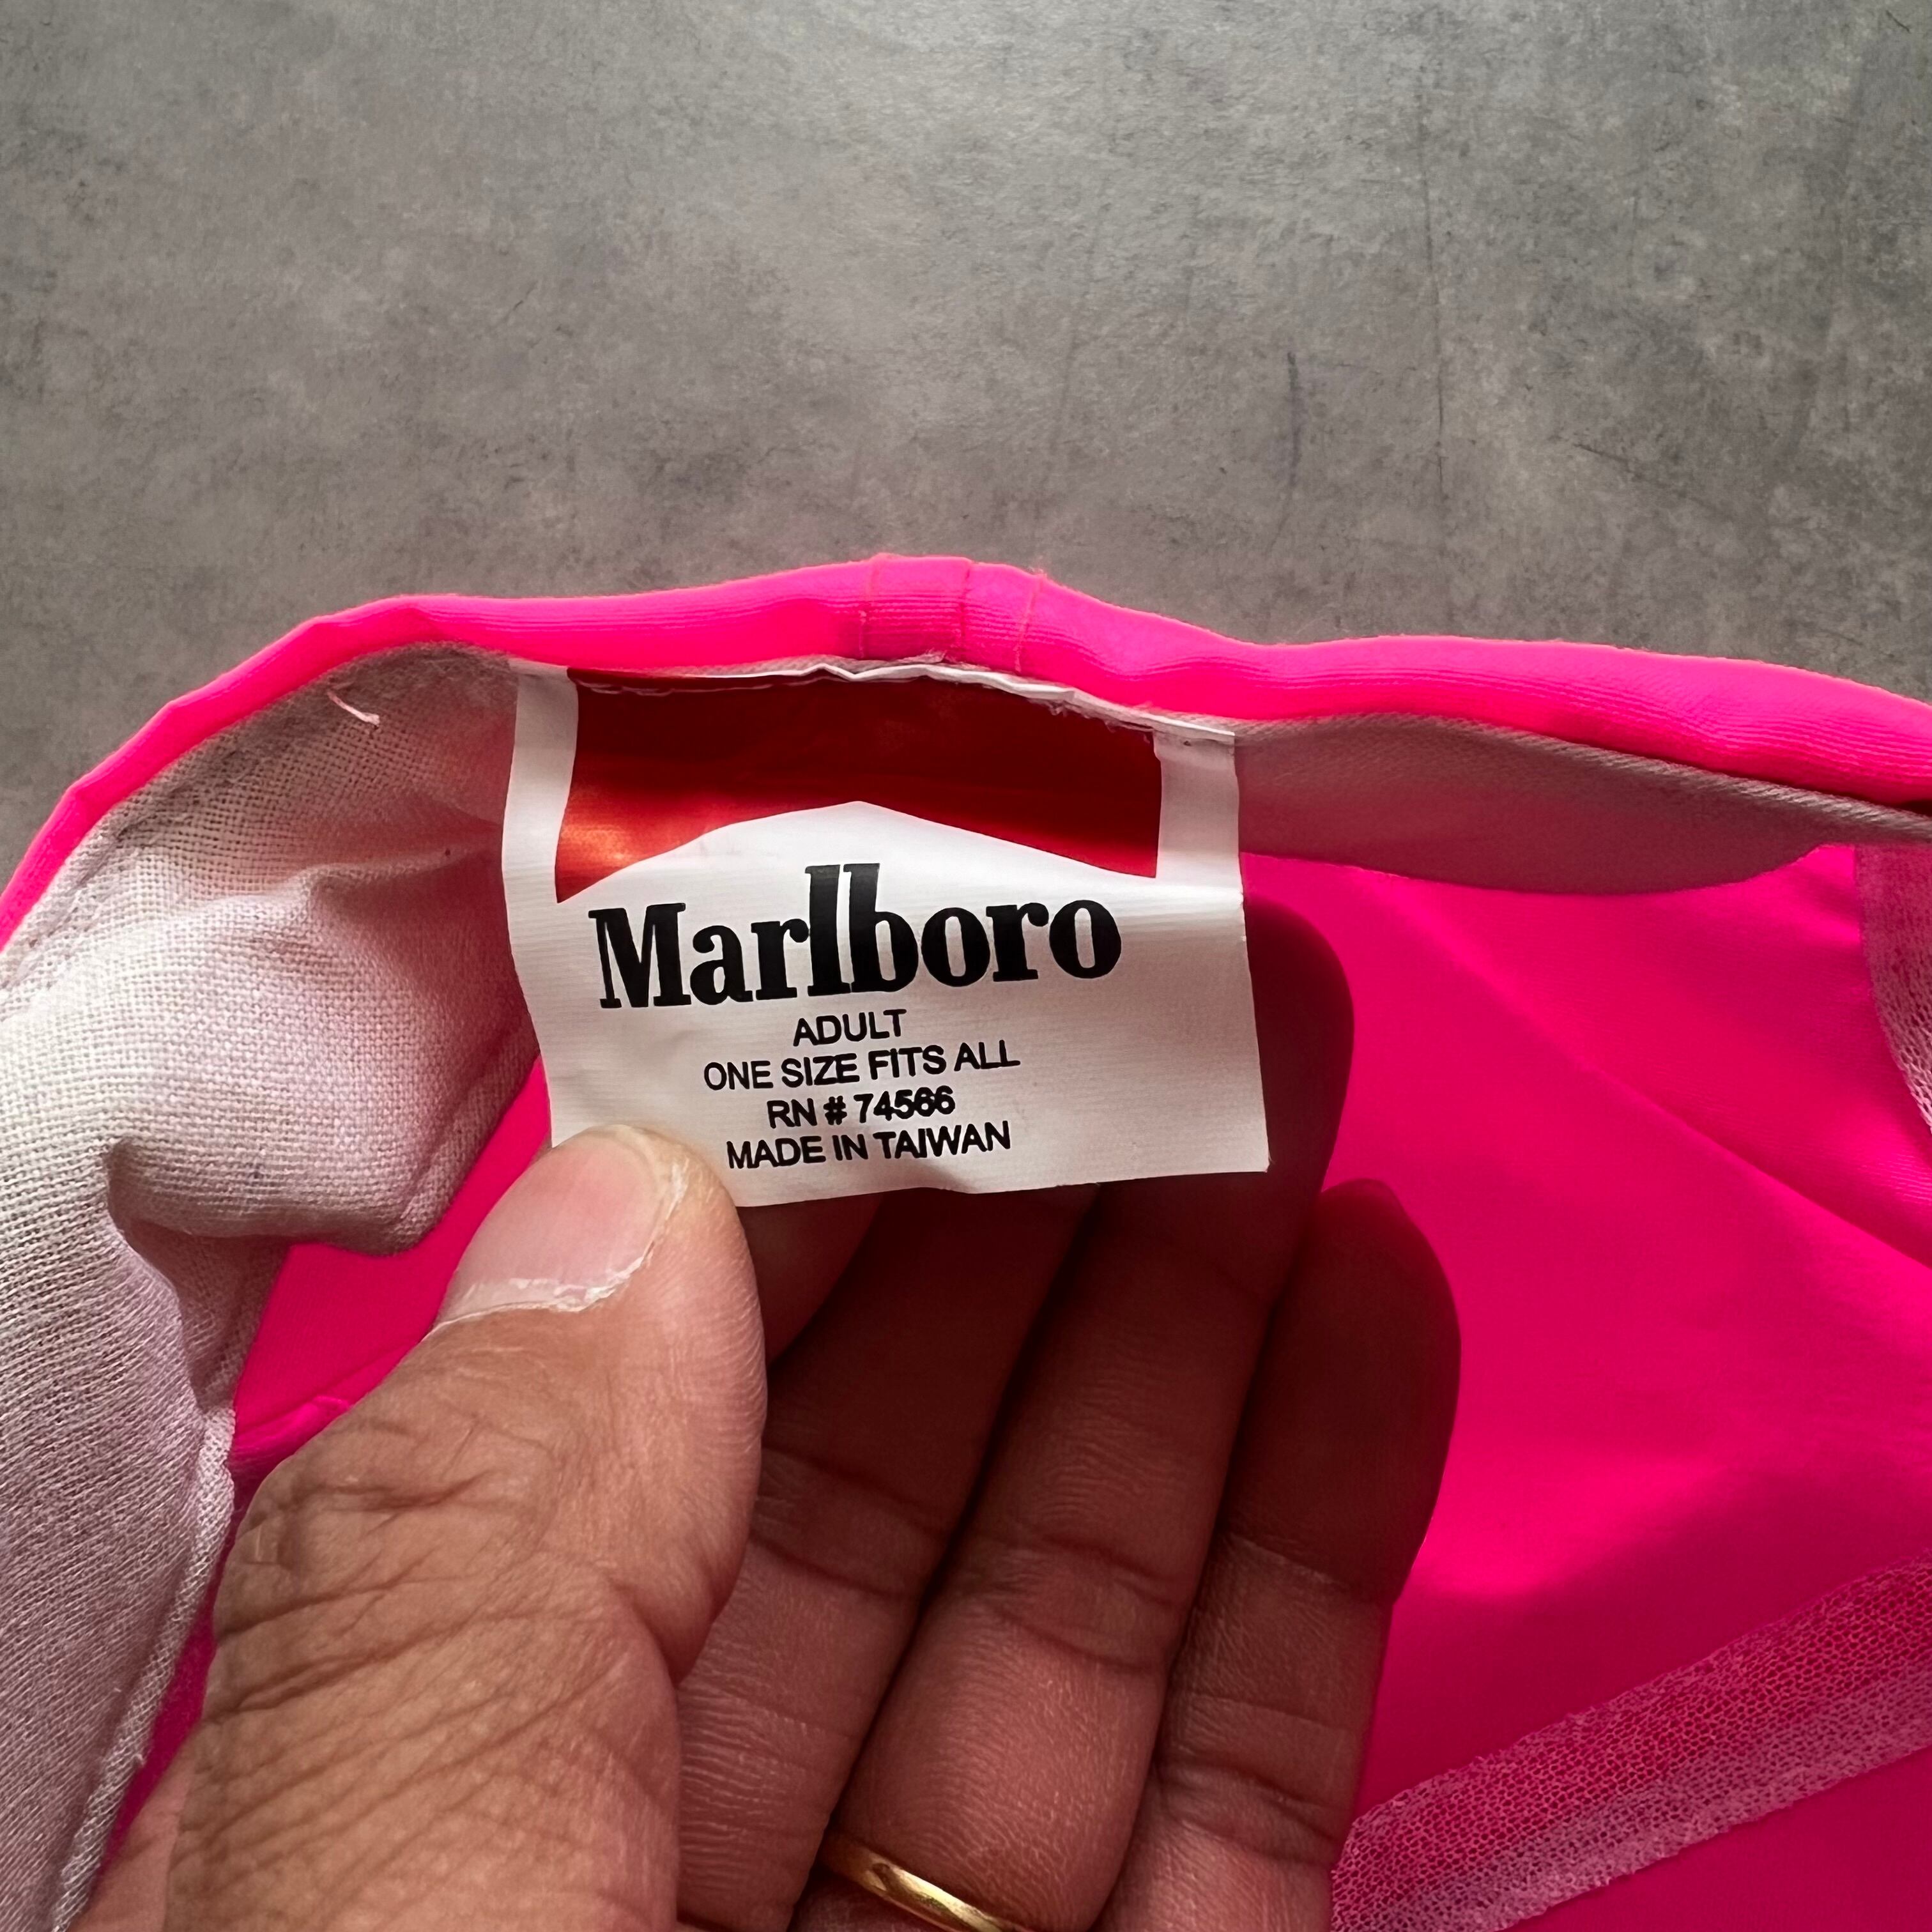 Marlboro
ADULT
ONE SIZE FITS ALL
RN # 74566
MADE IN TAIWAN